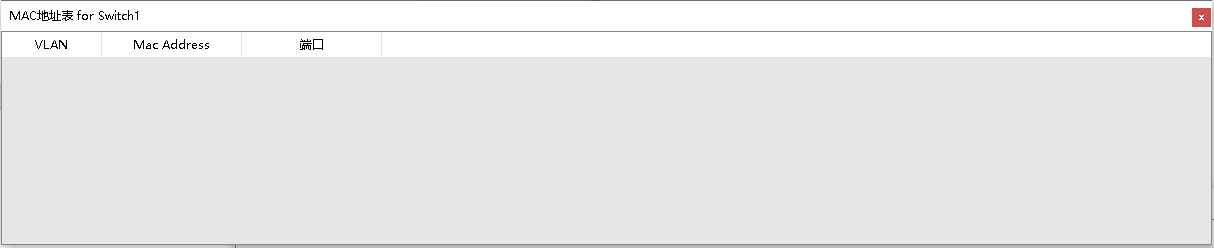 MAC地址表 for Switch1
x
VLAN Mac Address 端口